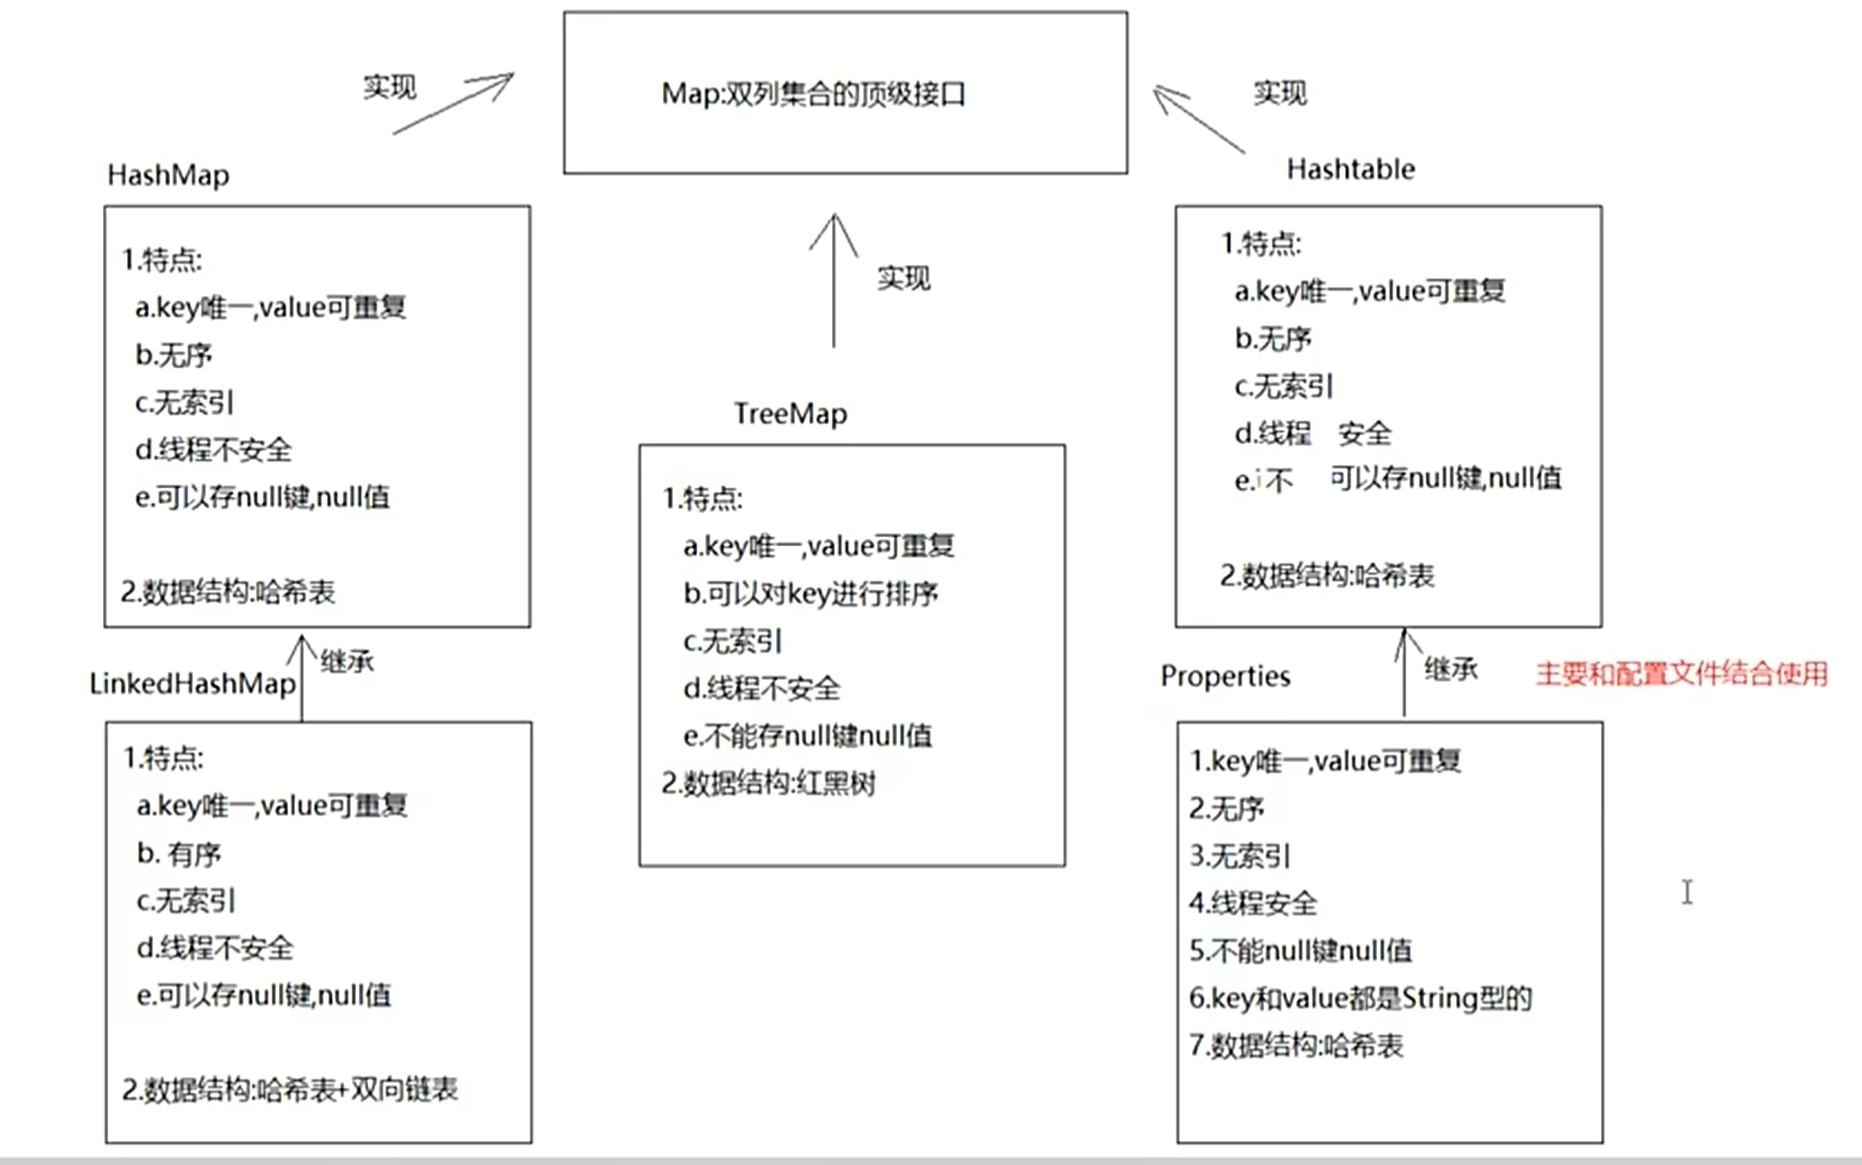 Map:双列集合的顶级接口
实现
实现
实现
HashMap
1.特点:
a.key唯一,value可重复
b.无序
c.无索引
d.线程不安全
e.可以存null键,null值
2.数据结构:哈希表
继承
LinkedHashMap
1.特点:
a.key唯一,value可重复
b. 有序
c.无索引
d.线程不安全
e.可以存null键,null值
2.数据结构:哈希表+双向链表
TreeMap
1.特点:
a.key唯一,value可重复
b.可以对key进行排序
c.无索引
d.线程不安全
e.不能存null键null值
2.数据结构:红黑树
Hashtable
1.特点:
a.key唯一,value可重复
b.无序
c.无索引
d.线程 安全
e.i不 可以存null键,null值
2.数据结构:哈希表
继承
主要和配置文件结合使用
Properties
1.key唯一,value可重复
2.无序
3.无索引
4.线程安全
5.不能null键null值
6.key和value都是String型的
7.数据结构:哈希表